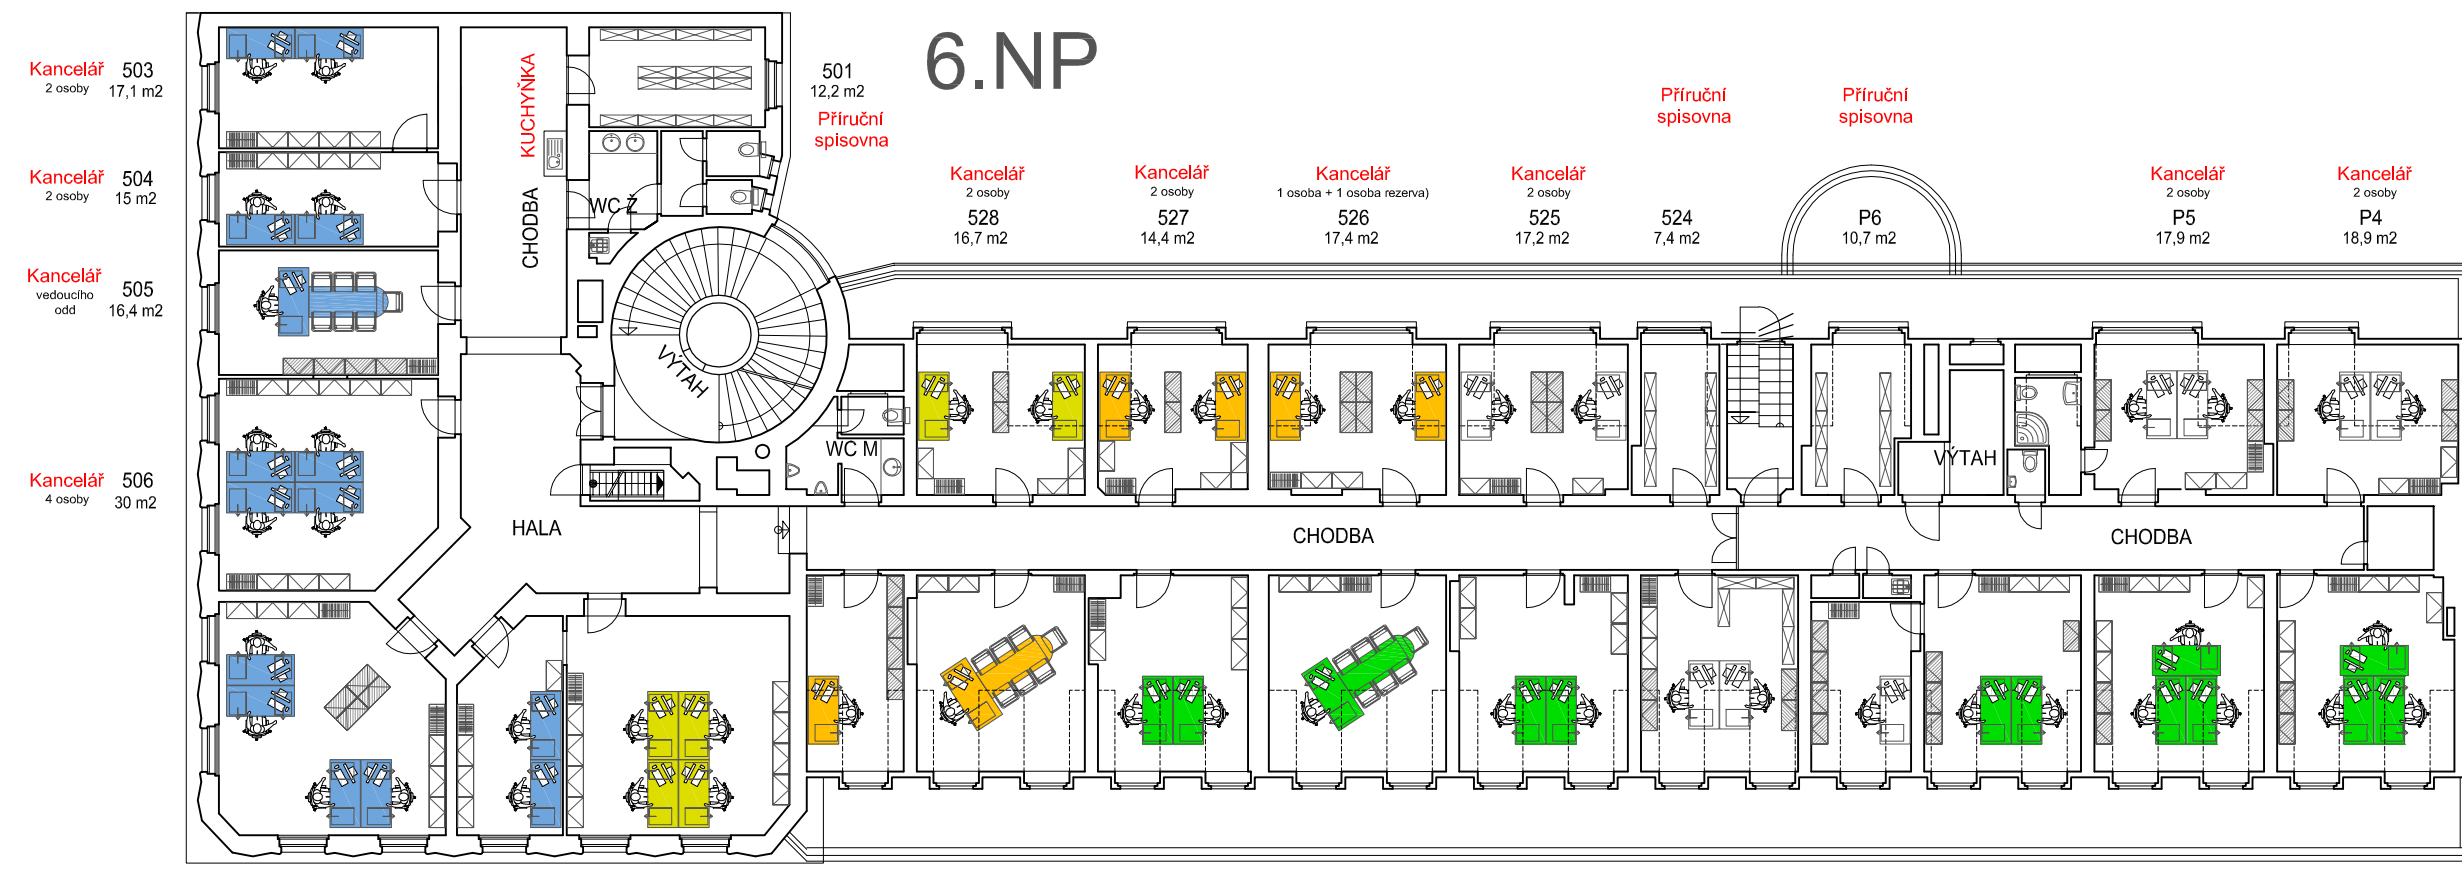 6.NP
Kancelář 503
2 osoby 17,1 m2
Kancelář 504
2 osoby 15 m2
Kancelář
vedoucího 505
odd 16,4 m2
Kancelář 506
4 osoby 30 m2
KUCHYŇKA
CHODBA
WC Ž
VÝTAH
501
12,2 m2
Příruční
spisovna
Kancelář
2 osoby
528
16,7 m2
Kancelář
2 osoby
527
14,4 m2
Kancelář
1 osoba + 1 osoba rezerva)
526
17,4 m2
Kancelář
2 osoby
525
17,2 m2
Příruční
spisovna
524
7,4 m2
Příruční
spisovna
P6
10,7 m2
Kancelář
2 osoby
P5
17,9 m2
Kancelář
2 osoby
P4
18,9 m2
WC M
VÝTAH
HALA
CHODBA
CHODBA